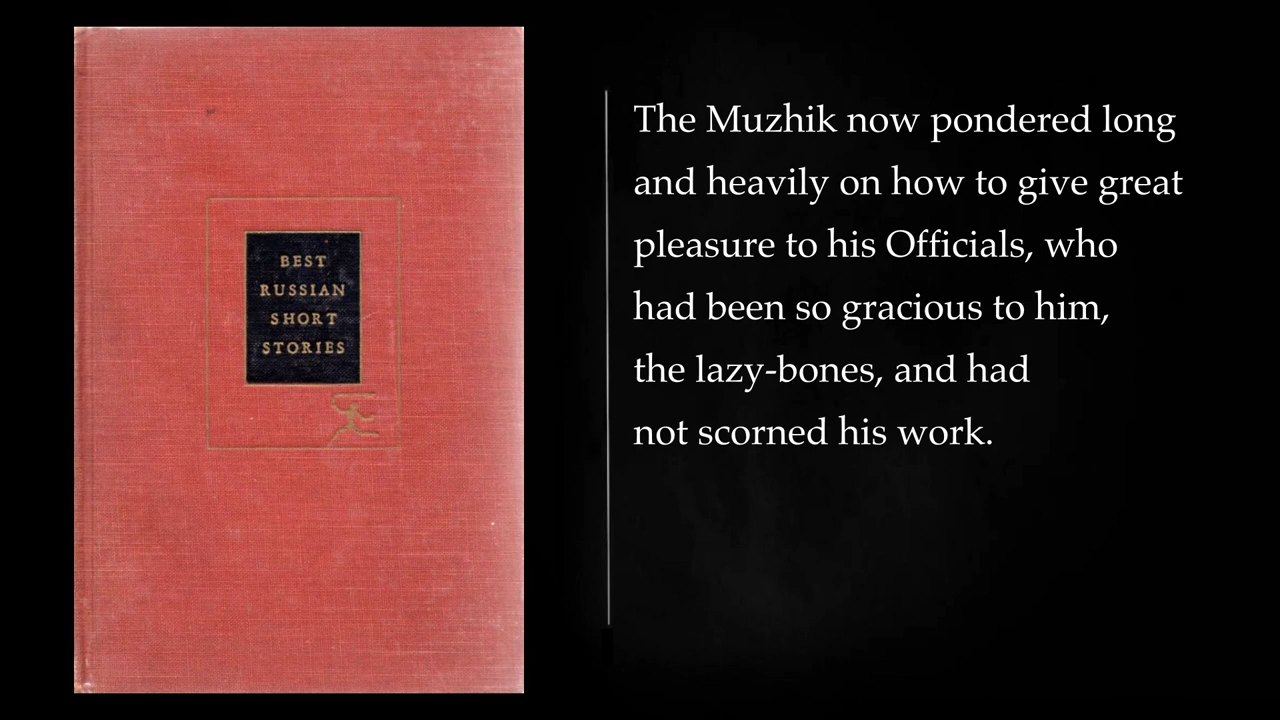 BEST
RUSSIAN
SHORT
STORIES
The Muzhik now pondered long
and heavily on how to give great
pleasure to his Officials, who
had been so gracious to him,
the lazy-bones, and had
not scorned his work.